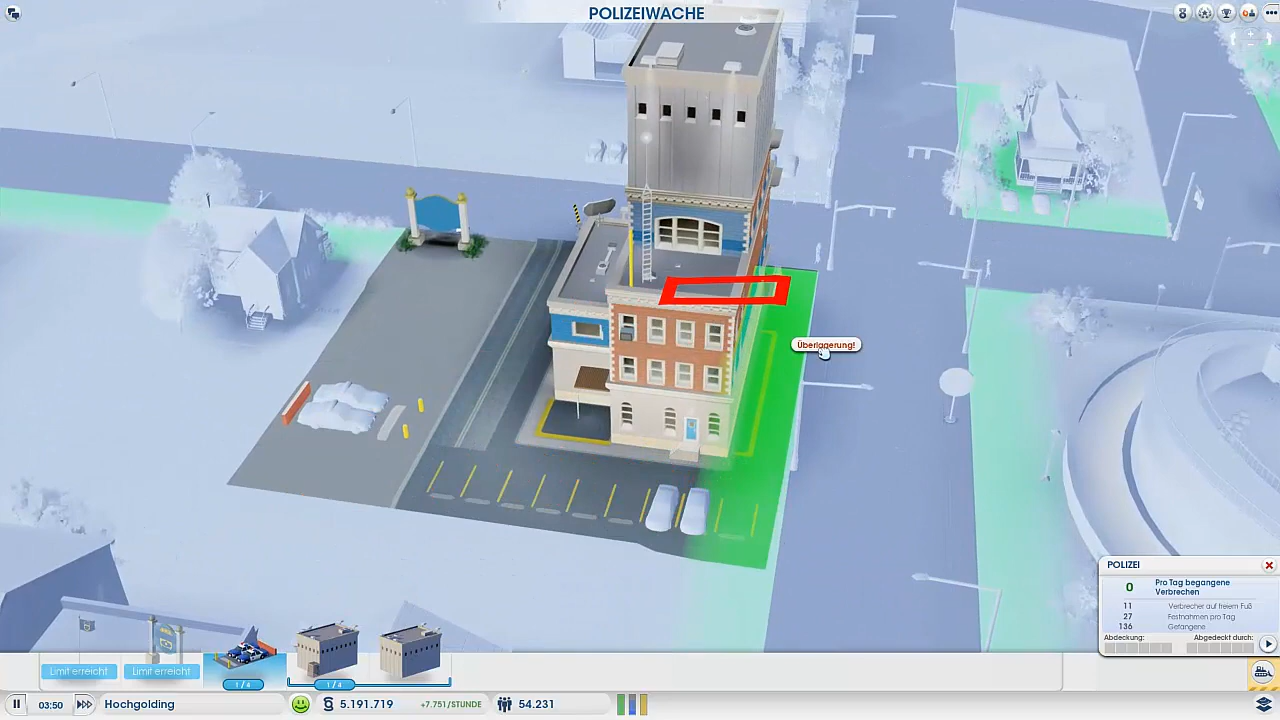 POLIZEIWACHE
Überlagerung!
POLIZEI
0 Pro Tag begangene
Verbrechen
11 Verbrecher auf freiem Fuß
27 Festnahmen pro Tag
136 Gefangene
Abdeckung: Abgedeckt durch:
Limit erreicht
Limit erreicht
1 / 4
1 / 4
03:50
Hochgolding
5.191.719
+7.751/STUNDE
54.231